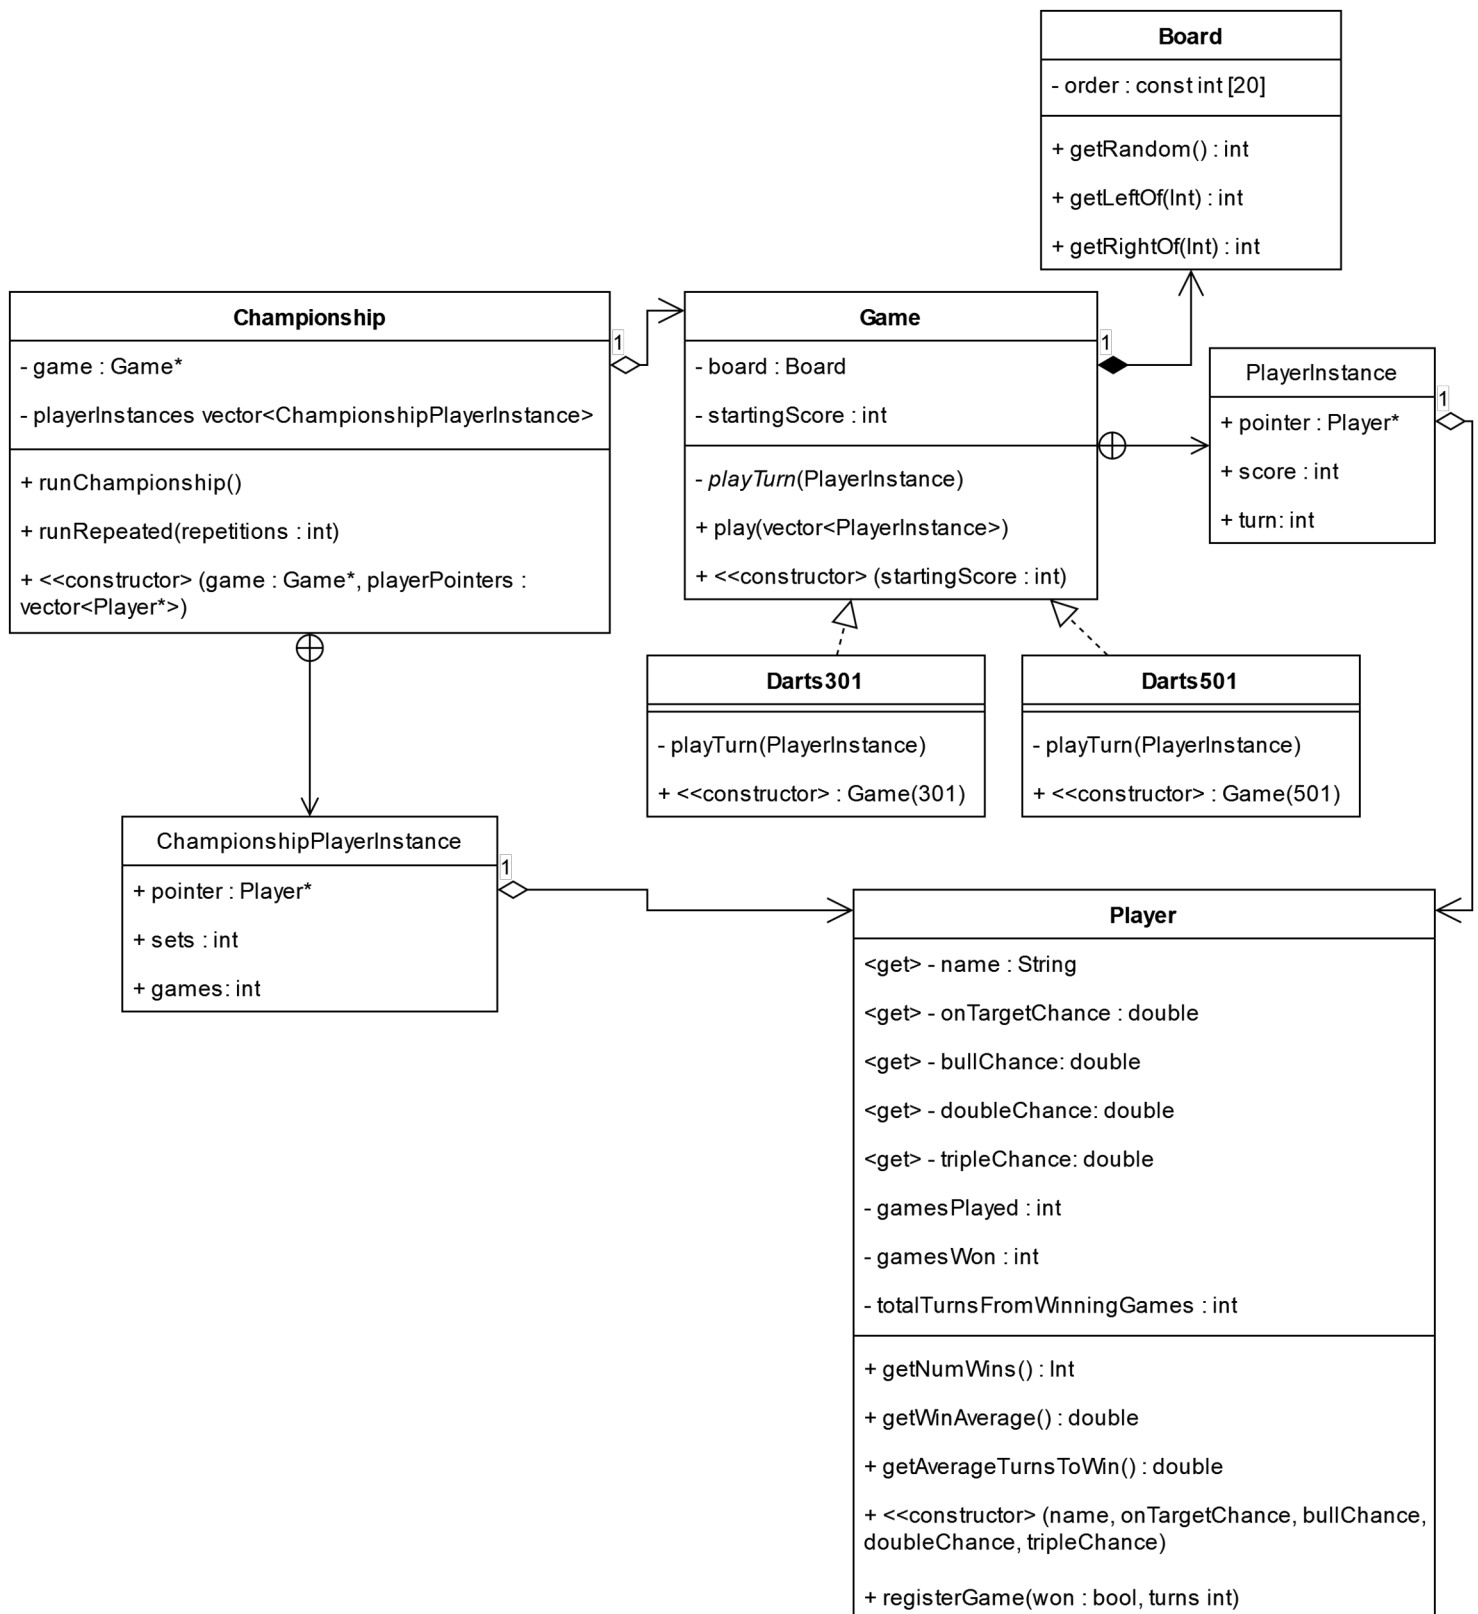 Board
- order : const int [20]
+ getRandom() : int
+ getLeftOf(Int) : int
+ getRightOf(Int) : int
Championship
- game : Game*
- playerInstances vector<ChampionshipPlayerInstance>
+ runChampionship()
+ runRepeated(repetitions : int)
+ <<constructor> (game : Game*, playerPointers :
vector<Player*>)
1
Game
- board : Board
- startingScore : int
- playTurn(PlayerInstance)
+ play(vector<PlayerInstance>)
+ <<constructor> (startingScore : int)
1
PlayerInstance
+ pointer : Player*
+ score : int
+ turn: int
1
Darts301
- playTurn(PlayerInstance)
+ <<constructor> : Game(301)
Darts501
- playTurn(PlayerInstance)
+ <<constructor> : Game(501)
ChampionshipPlayerInstance
+ pointer : Player*
+ sets : int
+ games: int
1
Player
<get> - name : String
<get> - onTargetChance : double
<get> - bullChance: double
<get> - doubleChance: double
<get> - tripleChance: double
- gamesPlayed : int
- gamesWon : int
- totalTurnsFromWinningGames : int
+ getNumWins() : Int
+ getWinAverage() : double
+ getAverageTurnsToWin() : double
+ <<constructor> (name, onTargetChance, bullChance,
doubleChance, tripleChance)
+ registerGame(won : bool, turns int)